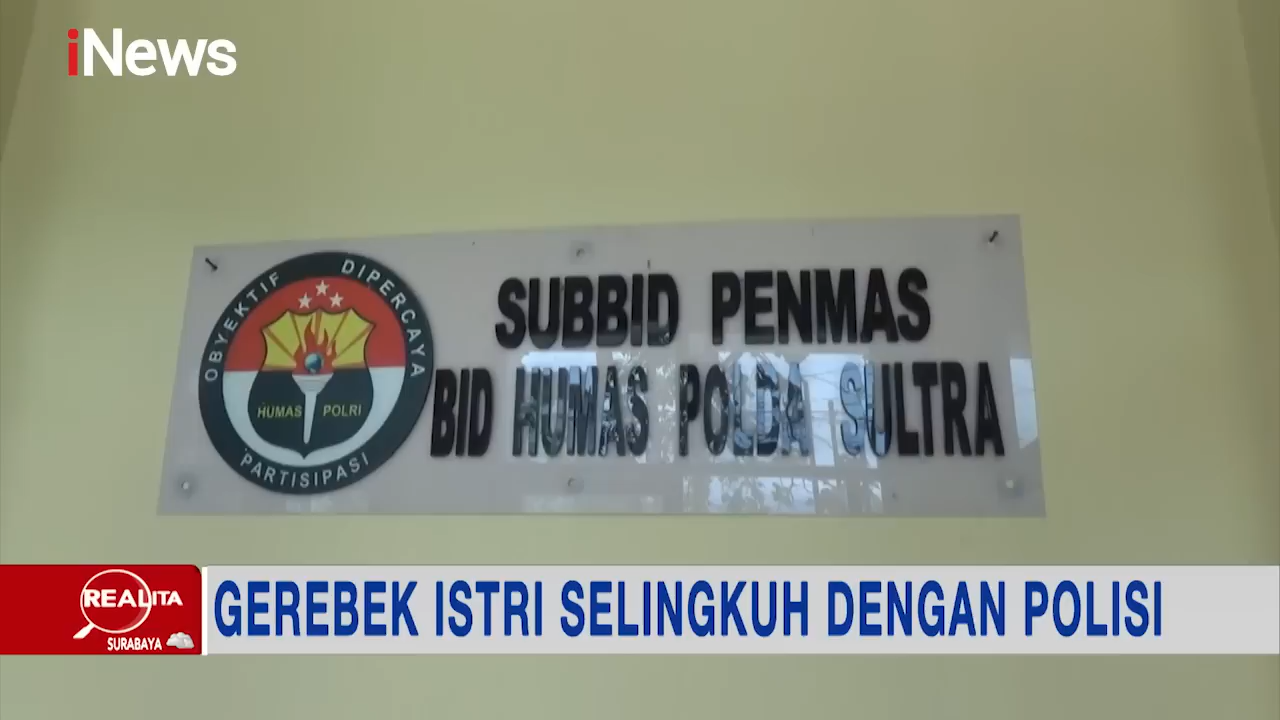 iNews
OBYEKTIF DIPERCAYA
HUMAS POLRI
PARTISIPASI
SUBBID PENMAS
BID HUMAS POLDA SULTRA
REALITA
SURABAYA
GEREBEK ISTRI SELINGKUH DENGAN POLISI